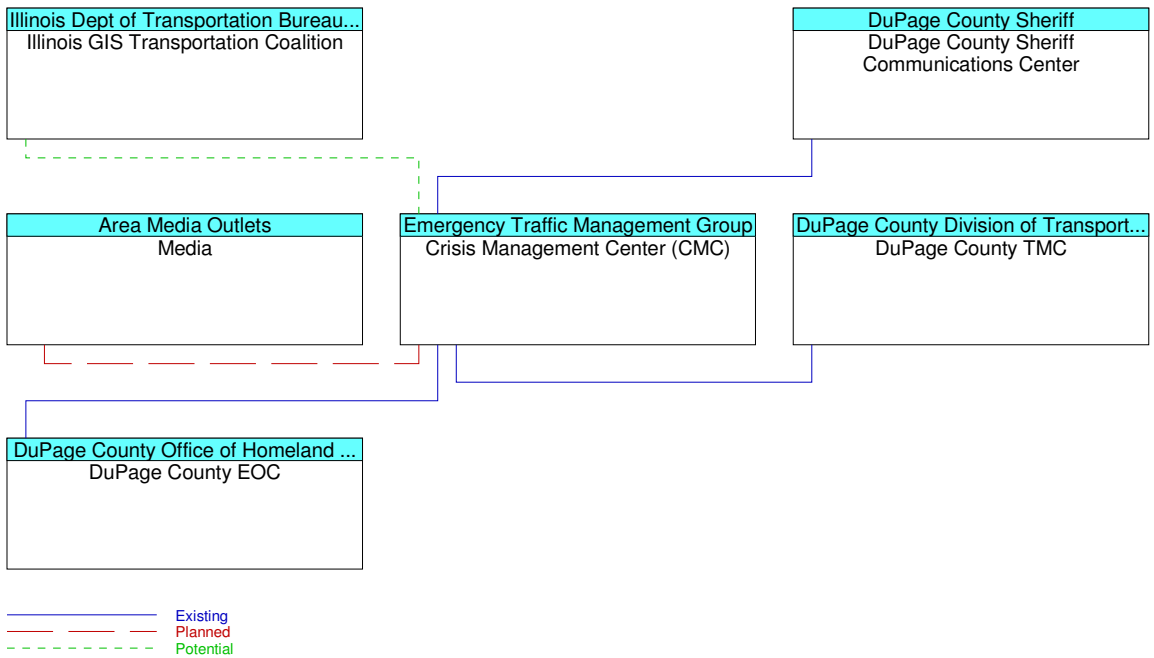 Illinois Dept of Transportation Bureau...
Illinois GIS Transportation Coalition
DuPage County Sheriff
DuPage County Sheriff
Communications Center
Area Media Outlets
Media
Emergency Traffic Management Group
Crisis Management Center (CMC)
DuPage County Division of Transport...
DuPage County TMC
DuPage County Office of Homeland ...
DuPage County EOC
Existing
Planned
Potential